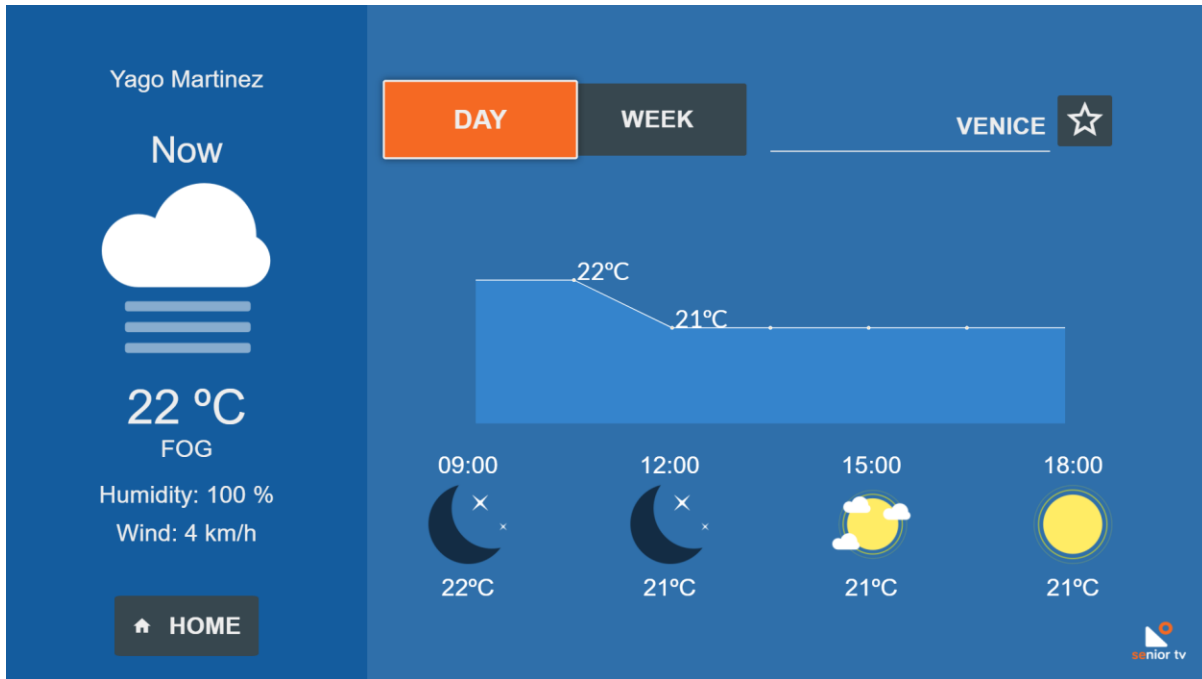 Yago Martinez
Now
22 ºC
FOG
Humidity: 100 %
Wind: 4 km/h
HOME
DAY
WEEK
VENICE
22ºC
21ºC
09:00 12:00 15:00 18:00
22ºC 21ºC 21ºC 21ºC
senior tv